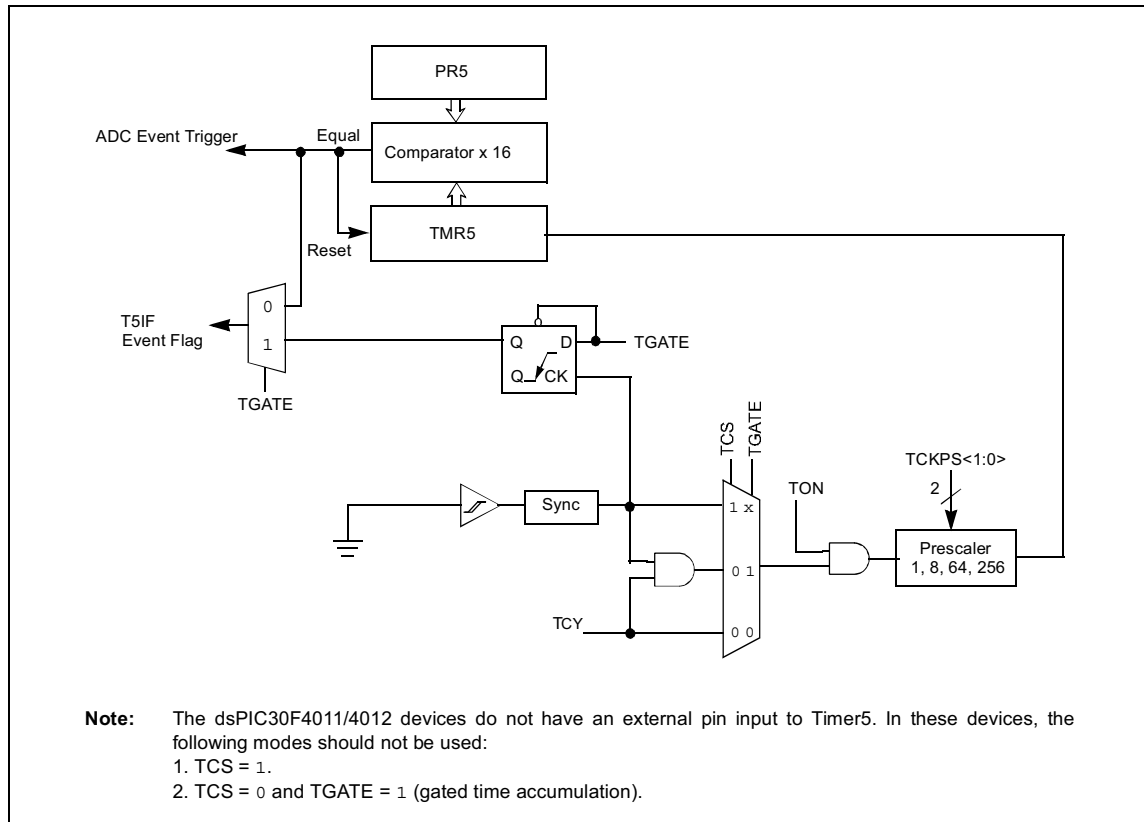 PR5
ADC Event Trigger
Equal
Comparator x 16
TMR5
Reset
0
T5IF
Event Flag
1
Q
D
TGATE
Q
CK
TGATE
TCS
TGATE
TCKPS<1:0>
2
TON
Sync
1 x
Prescaler
1, 8, 64, 256
0 1
TCY
0 0
Note: The dsPIC30F4011/4012 devices do not have an external pin input to Timer5. In these devices, the
following modes should not be used:
1. TCS = 1.
2. TCS = 0 and TGATE = 1 (gated time accumulation).